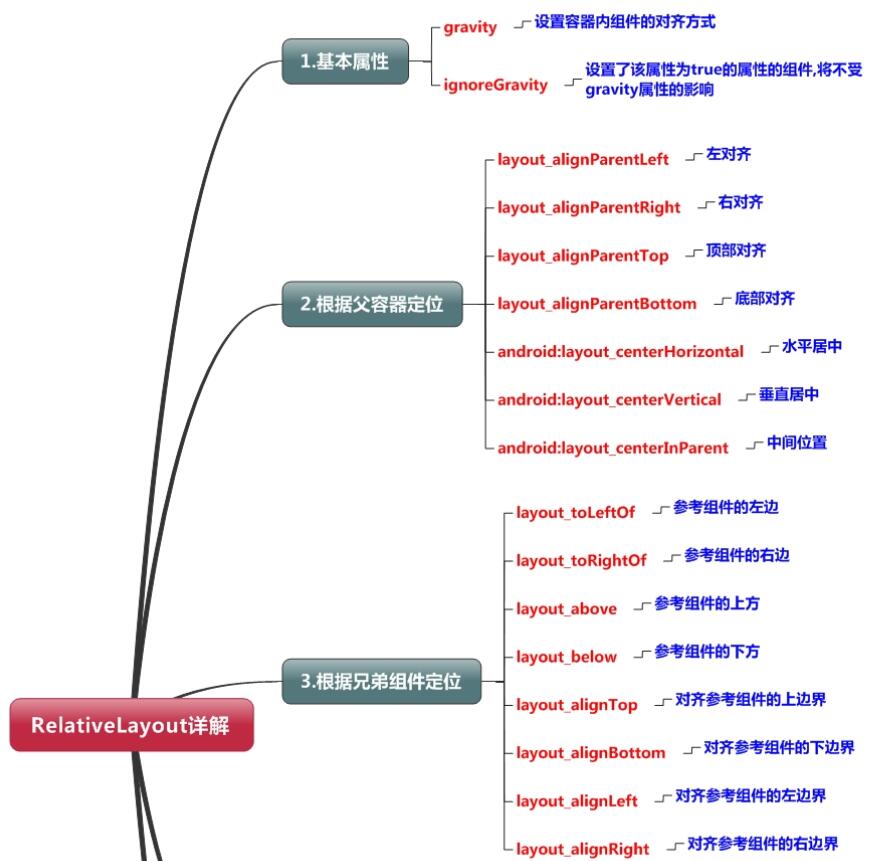 1.基本属性
gravity
设置容器内组件的对齐方式
ignoreGravity
设置了该属性为true的属性的组件,将不受
gravity属性的影响
2.根据父容器定位
layout_alignParentLeft
左对齐
layout_alignParentRight
右对齐
layout_alignParentTop
顶部对齐
layout_alignParentBottom
底部对齐
android:layout_centerHorizontal
水平居中
android:layout_centerVertical
垂直居中
android:layout_centerInParent
中间位置
3.根据兄弟组件定位
layout_toLeftOf
参考组件的左边
layout_toRightOf
参考组件的右边
layout_above
参考组件的上方
layout_below
参考组件的下方
layout_alignTop
对齐参考组件的上边界
layout_alignBottom
对齐参考组件的下边界
layout_alignLeft
对齐参考组件的左边界
layout_alignRight
对齐参考组件的右边界
RelativeLayout详解